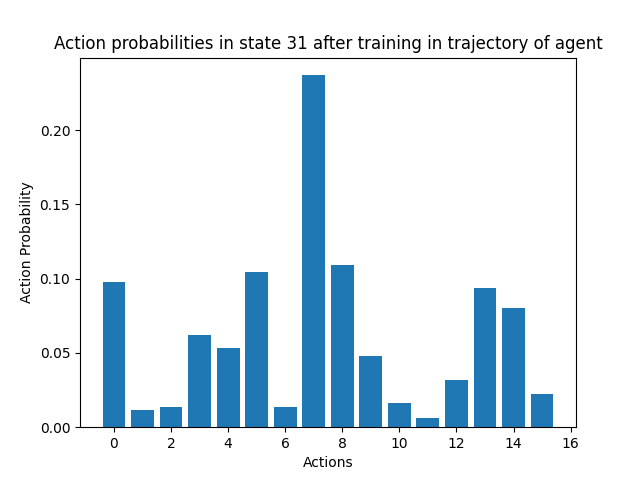 Action probabilities in state 31 after training in trajectory of agent
Action Probability
0.20
0.15
0.10
0.05
0.00
0 2 4 6 8 10 12 14 16
Actions